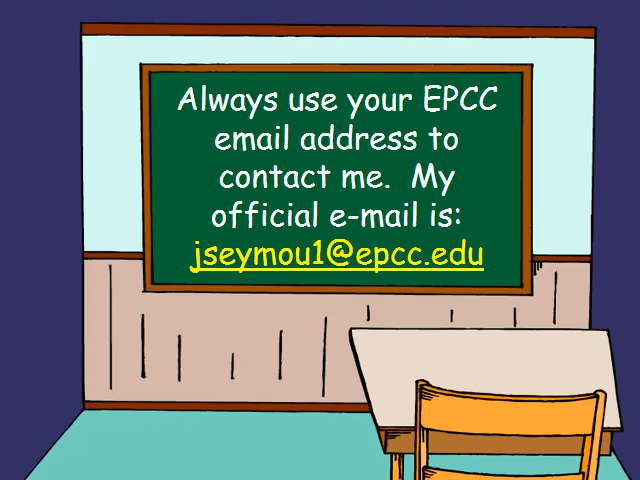 Always use your EPCC
email address to
contact me.  My
official e-mail is:
jseymou1@epcc.edu